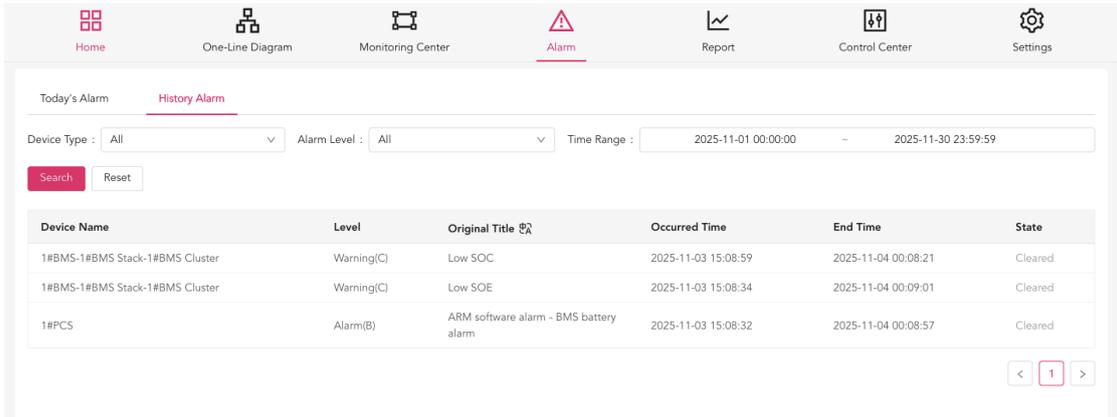 Home One-Line Diagram Monitoring Center Alarm Report Control Center Settings
Today's Alarm History Alarm
Device Type : All Alarm Level : All Time Range : 2025-11-01 00:00:00 ~ 2025-11-30 23:59:59
Search Reset
Device Name Level Original Title Occurred Time End Time State
1#BMS-1#BMS Stack-1#BMS Cluster Warning(C) Low SOC 2025-11-03 15:08:59 2025-11-04 00:08:21 Cleared
1#BMS-1#BMS Stack-1#BMS Cluster Warning(C) Low SOE 2025-11-03 15:08:34 2025-11-04 00:09:01 Cleared
1#PCS Alarm(B) ARM software alarm - BMS battery 2025-11-03 15:08:32 2025-11-04 00:08:57 Cleared
alarm
< 1 >